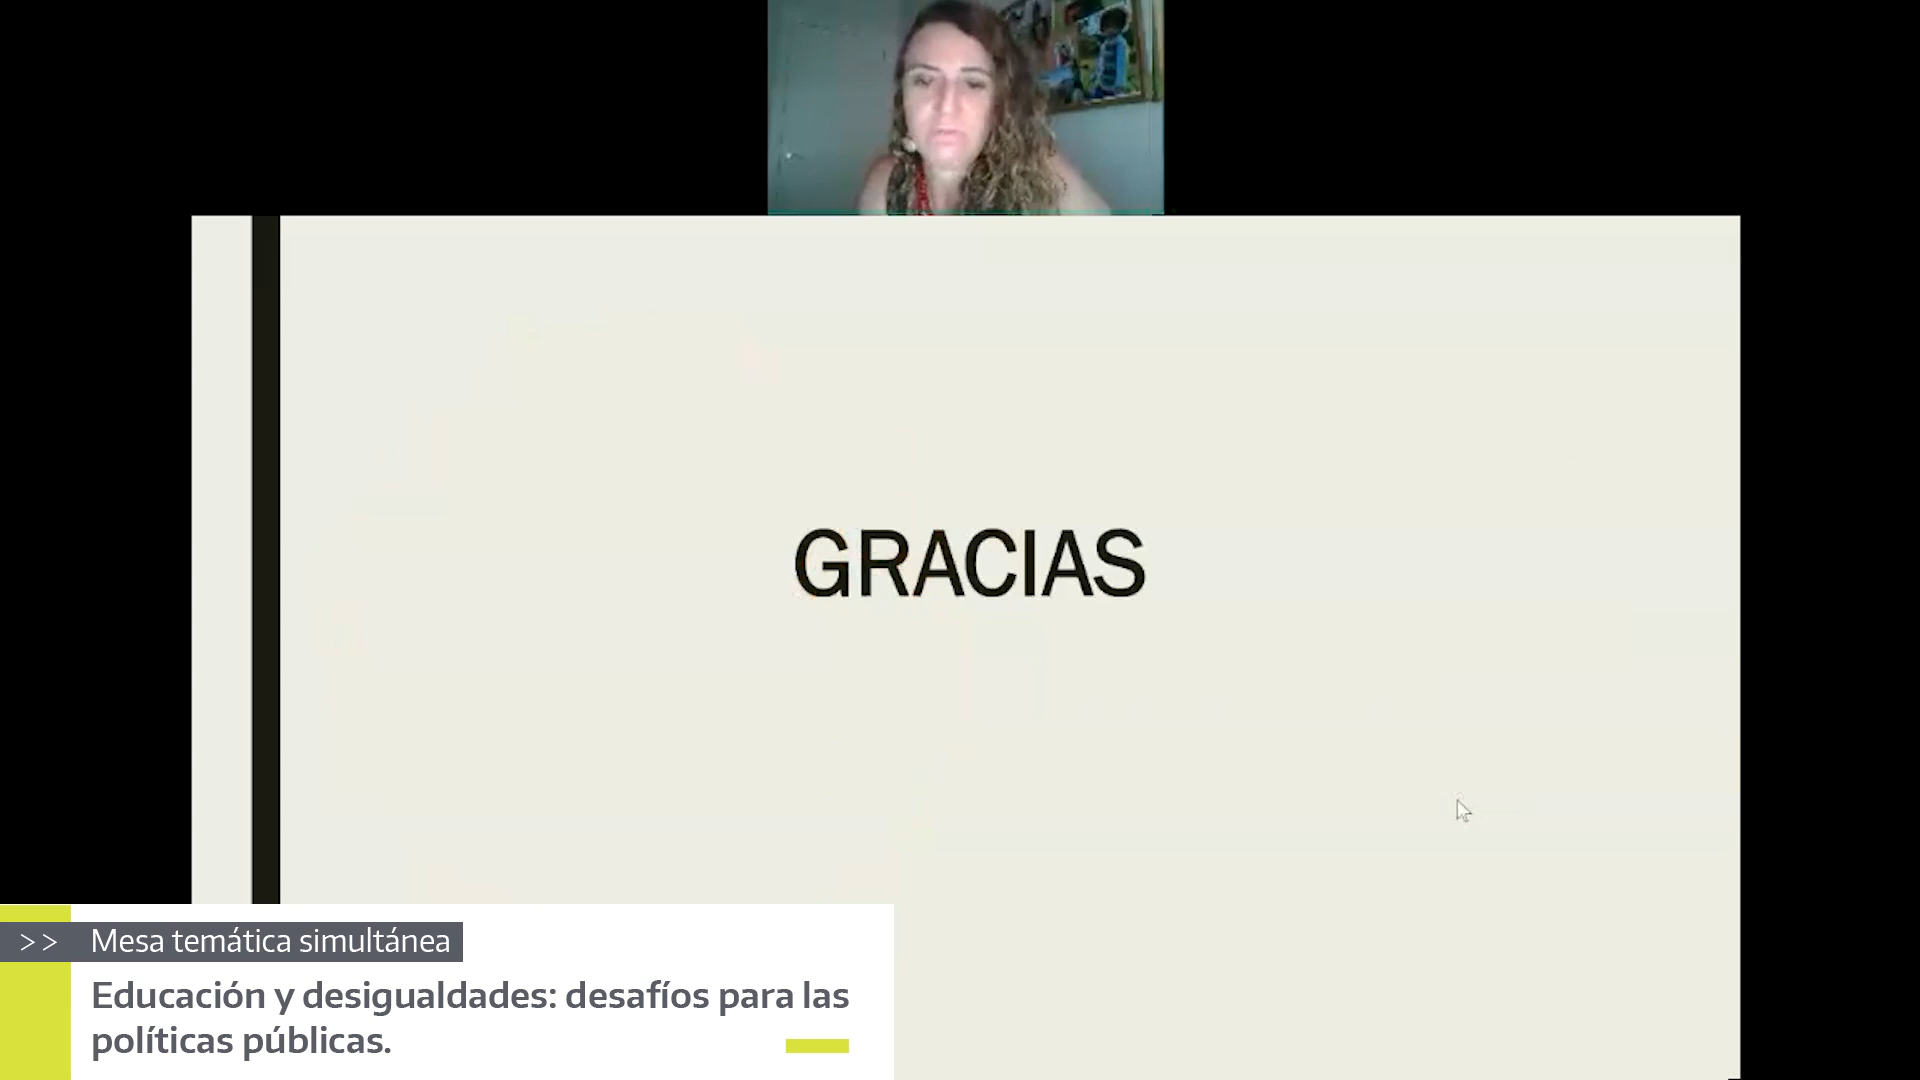 GRACIAS
>> Mesa temática simultánea
Educación y desigualdades: desafíos para las
políticas públicas.